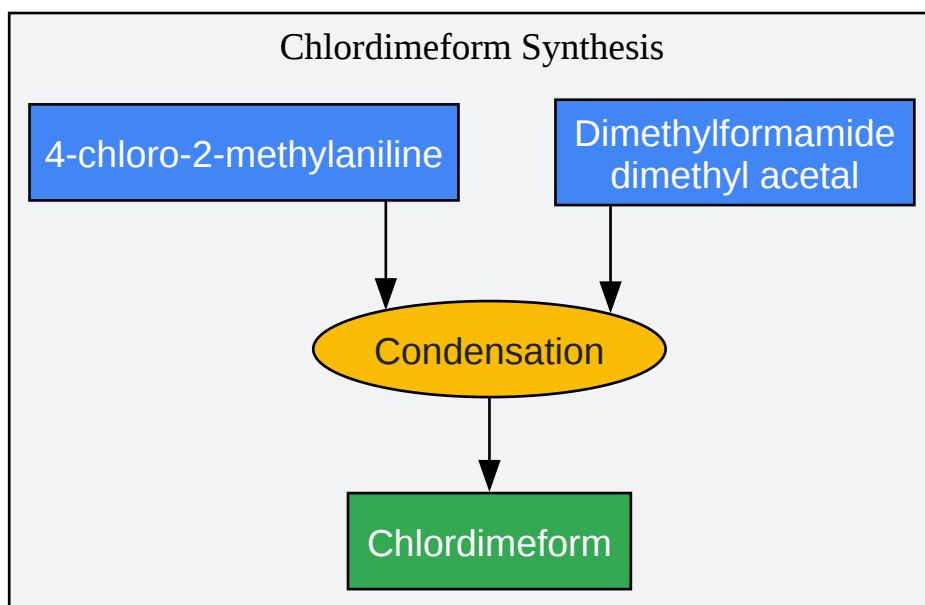 Chlordimeform Synthesis
4-chloro-2-methylaniline
Dimethylformamide
dimethyl acetal
Condensation
Chlordimeform